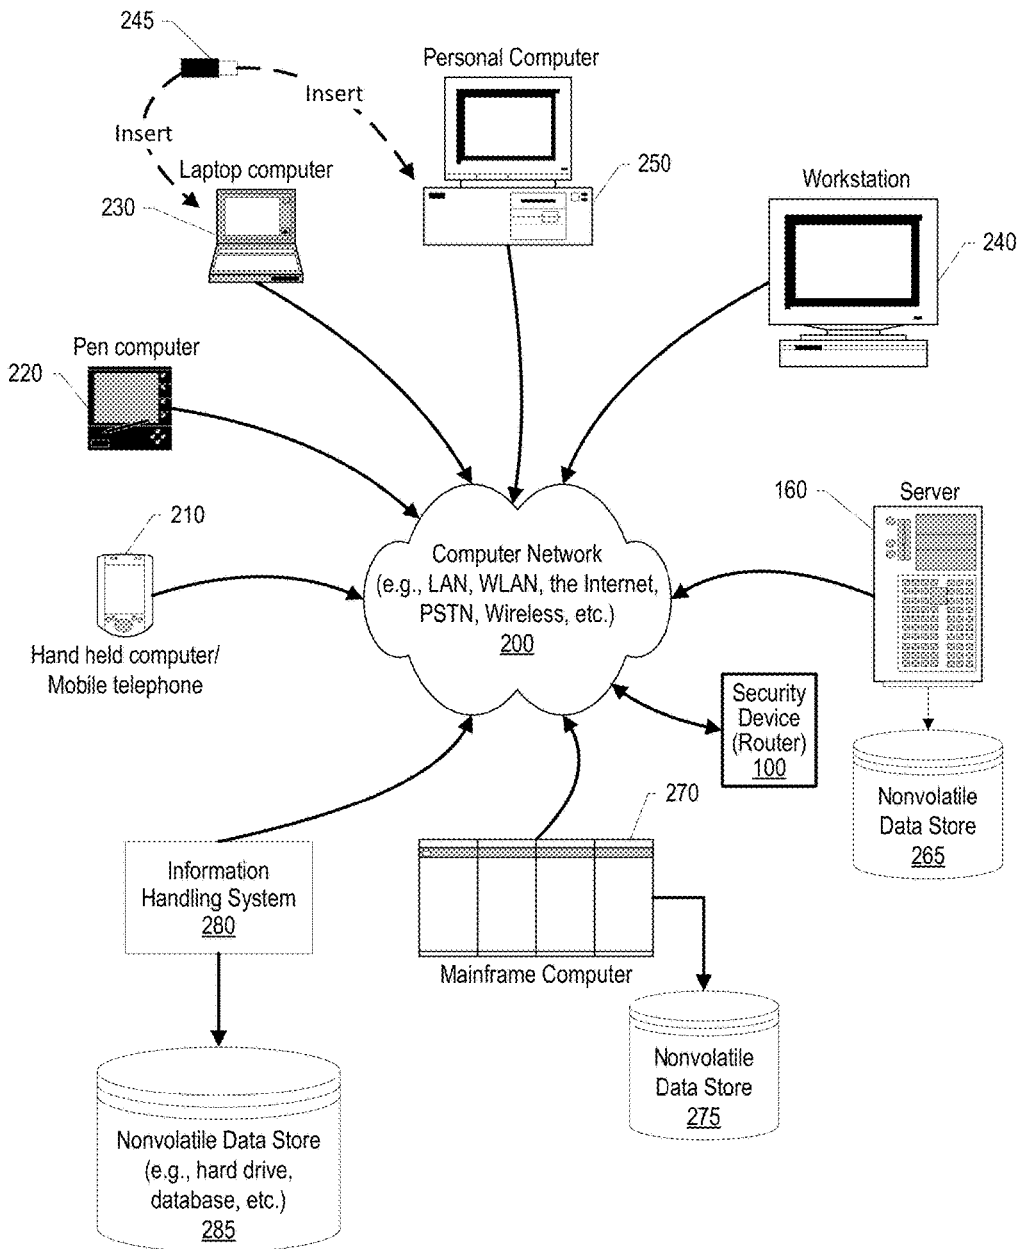 245
Personal Computer
Insert
Insert
Laptop computer
250
Workstation
230
240
Pen computer
220
210
160
Server
Computer Network
(e.g., LAN, WLAN, the Internet,
PSTN, Wireless, etc.)
200
Hand held computer/
Mobile telephone
Security
Device
(Router)
100
270
Nonvolatile
Data Store
265
Information
Handling System
280
Mainframe Computer
Nonvolatile
Data Store
275
Nonvolatile Data Store
(e.g., hard drive,
database, etc.)
285